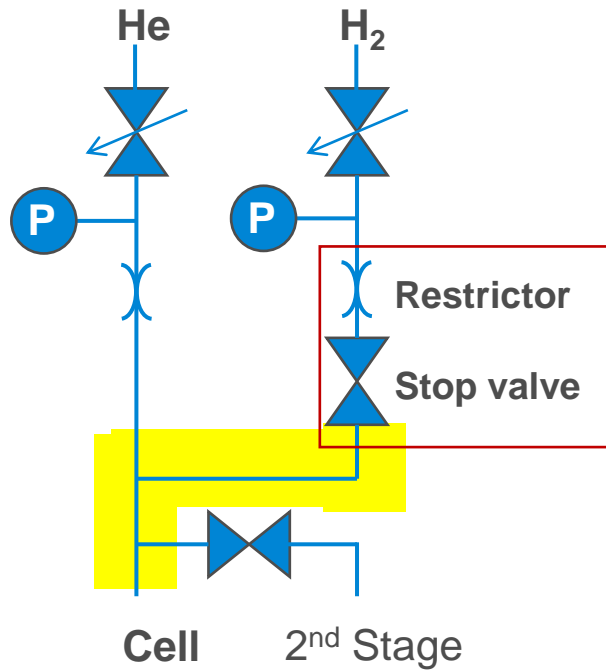 He H₂
P P
Restrictor
Stop valve
Cell 2ⁿᵈ Stage